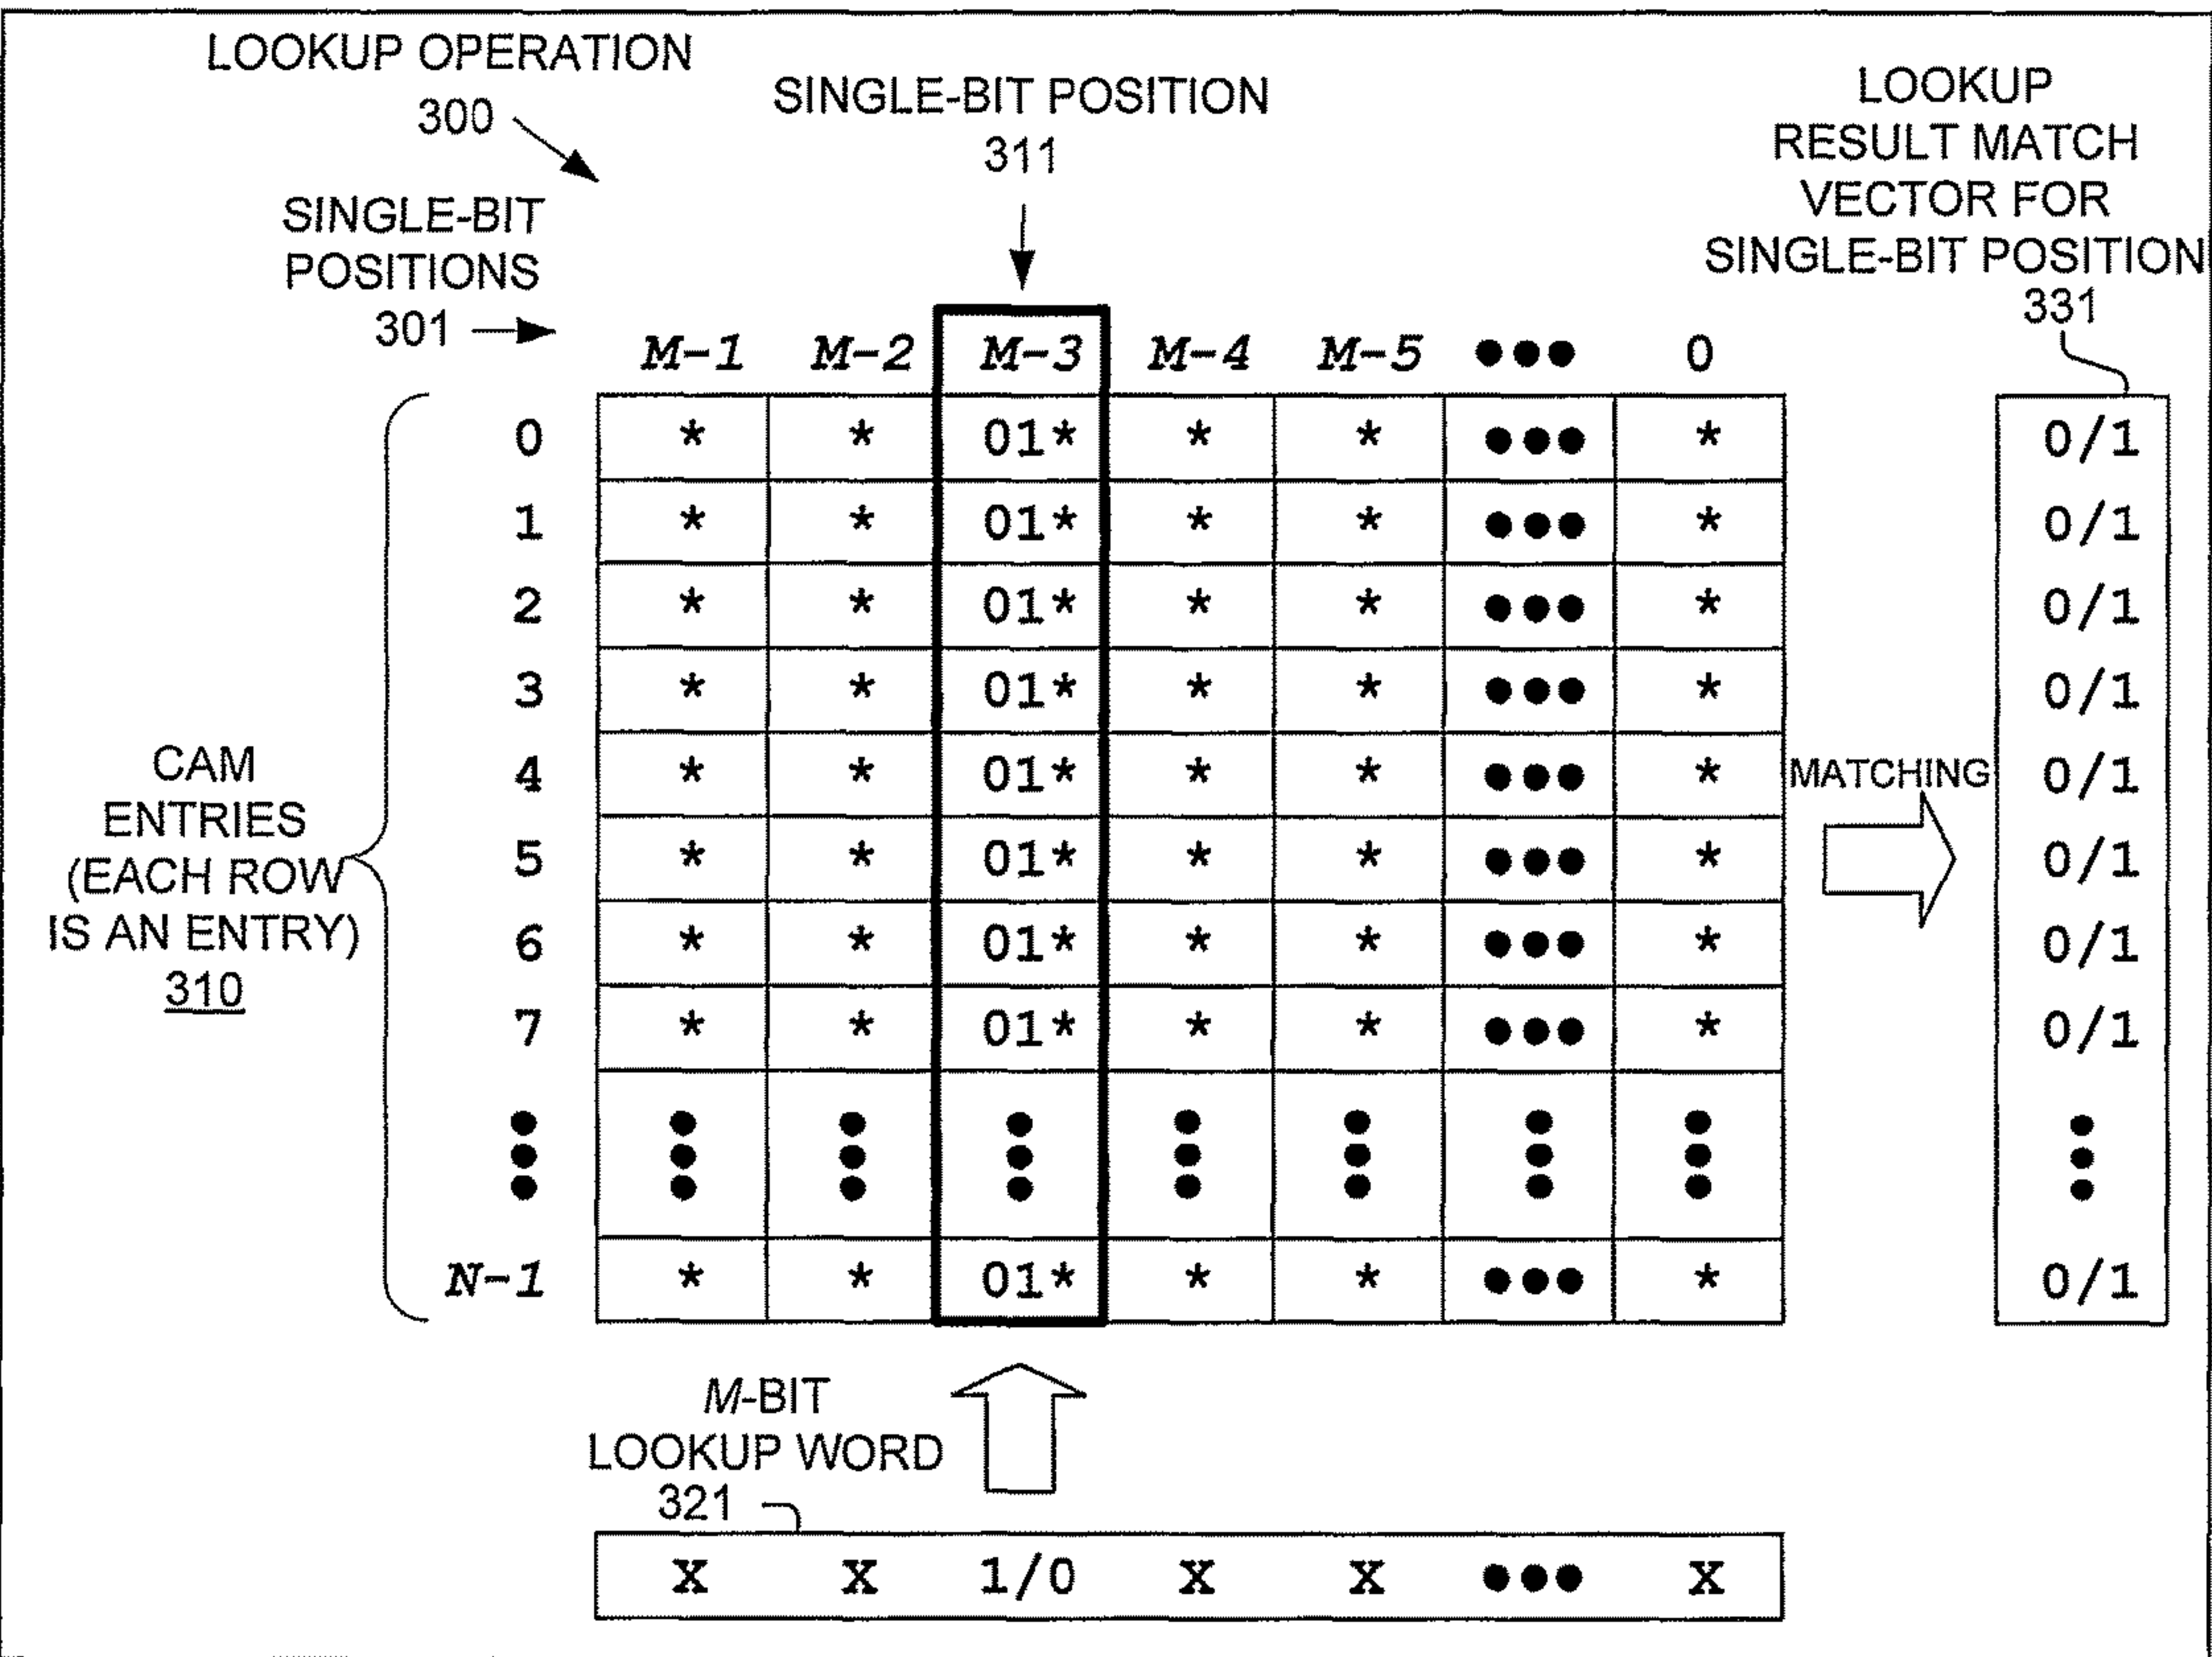 LOOKUP OPERATION
300
SINGLE-BIT POSITION
311
LOOKUP
RESULT MATCH
VECTOR FOR
SINGLE-BIT POSITION
331
SINGLE-BIT
POSITIONS
301
M-1 M-2 M-3 M-4 M-5 ●●● 0
0 * * 01* * * ●●● * 0/1
1 * * 01* * * ●●● * 0/1
2 * * 01* * * ●●● * 0/1
3 * * 01* * * ●●● * 0/1
4 * * 01* * * ●●● * 0/1
5 * * 01* * * ●●● * 0/1
6 * * 01* * * ●●● * 0/1
7 * * 01* * * ●●● * 0/1
N-1 * * 01* * * ●●● * 0/1
CAM
ENTRIES
(EACH ROW
IS AN ENTRY)
310
MATCHING
M-BIT
LOOKUP WORD
321
X X 1/0 X X ●●● X